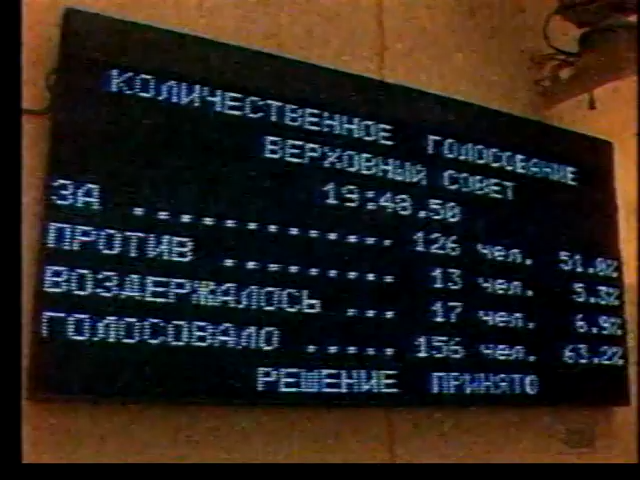 КОЛИЧЕСТВЕННОЕ ГОЛОСОВАНИЕ
ВЕРХОВНЫЙ СОВЕТ
19:48.50
ЗА ............. 126 чел. 51.0%
ПРОТИВ ......... 13 чел. 5.3%
ВОЗДЕРЖАЛОСЬ ... 17 чел. 6.9%
ГОЛОСОВАЛО ..... 156 чел. 63.2%
РЕШЕНИЕ ПРИНЯТО